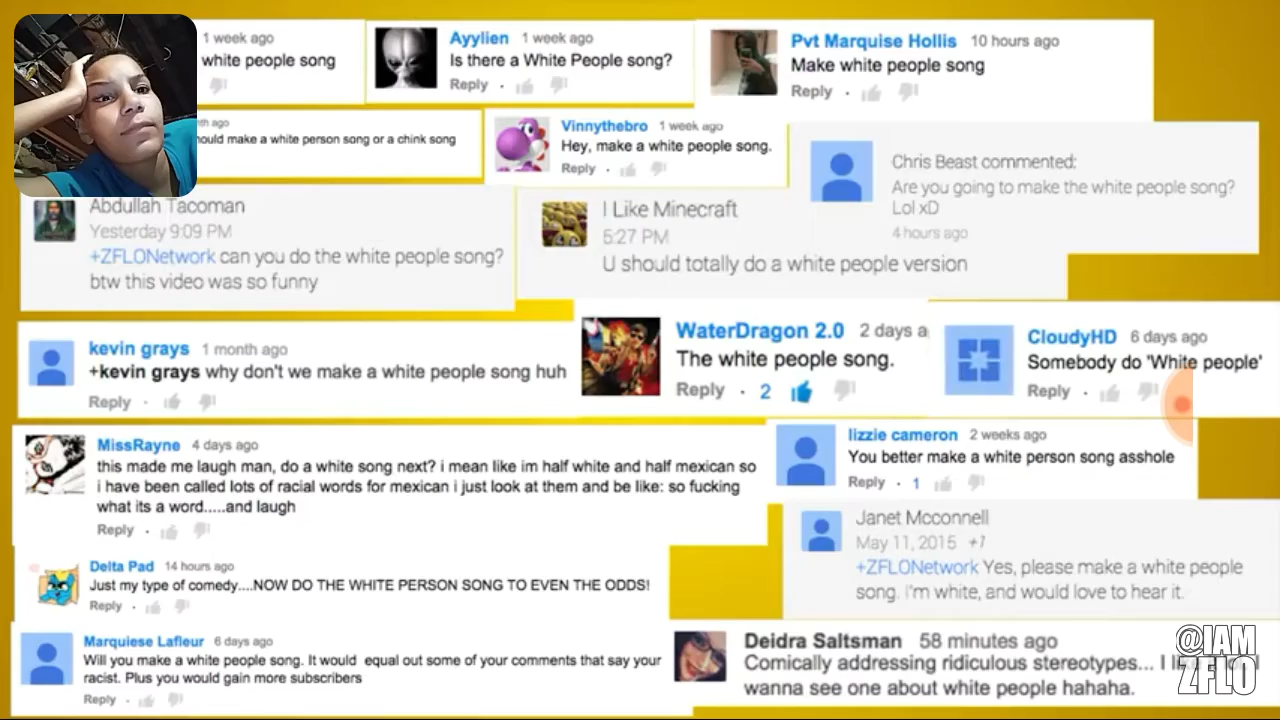 1 week ago
white people song
Ayylien 1 week ago
Is there a White People song?
Reply
Pvt Marquise Hollis 10 hours ago
Make white people song
Reply
ago
should make a white person song or a chink song
Vinnythebro 1 week ago
Hey, make a white people song.
Reply
Chris Beast commented:
Are you going to make the white people song?
Lol xD
4 hours ago
Abdullah Tacoman
Yesterday 9:09 PM
+ZFLONetwork can you do the white people song?
btw this video was so funny
I Like Minecraft
5:27 PM
U should totally do a white people version
kevin grays 1 month ago
+kevin grays why don't we make a white people song huh
Reply
WaterDragon 2.0 2 days a
The white people song.
Reply · 2
CloudyHD 6 days ago
Somebody do 'White people'
Reply
MissRayne 4 days ago
this made me laugh man, do a white song next? i mean like im half white and half mexican so
i have been called lots of racial words for mexican i just look at them and be like: so fucking
what its a word.....and laugh
Reply
lizzie cameron 2 weeks ago
You better make a white person song asshole
Reply · 1
Janet Mcconnell
May 11, 2015 +1
+ZFLONetwork Yes, please make a white people
song. I'm white, and would love to hear it.
Delta Pad 14 hours ago
Just my type of comedy....NOW DO THE WHITE PERSON SONG TO EVEN THE ODDS!
Reply
Marquiese Lafleur 6 days ago
Will you make a white people song. It would equal out some of your comments that say your
racist. Plus you would gain more subscribers
Reply
Deidra Saltsman 58 minutes ago
Comically addressing ridiculous stereotypes... I
wanna see one about white people hahaha.
@IAM
ZFLO